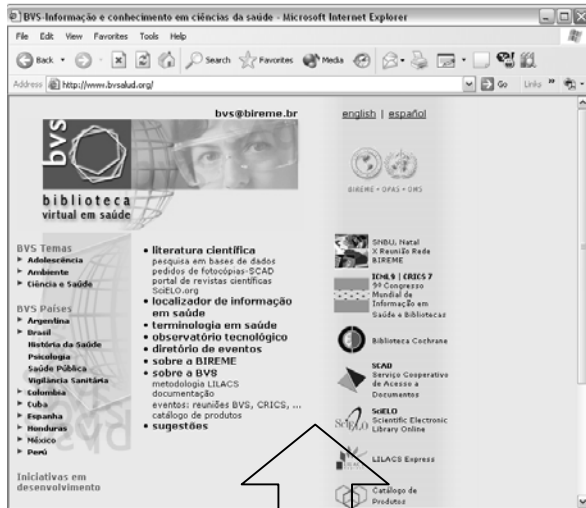 BVS-Informação e conhecimento em ciências da saúde - Microsoft Internet Explorer
File Edit View Favorites Tools Help
Back Search Favorites Media
Address http://www.bvsalud.org/ Go Links »
bvs@bireme.br
english | español
bvs
biblioteca
virtual em saúde
BIREME • OPAS • OMS
BVS Temas
Adolescência
Ambiente
Ciência e Saúde
BVS Países
Argentina
Brasil
História da Saúde
Psicologia
Saúde Pública
Vigilância Sanitária
Colombia
Cuba
Espanha
Honduras
México
Perú
Iniciativas em
desenvolvimento
• literatura científica
pesquisa em bases de dados
pedidos de fotocópias-SCAD
portal de revistas científicas
SciELO.org
• localizador de informação
em saúde
• terminologia em saúde
• observatório tecnológico
• diretório de eventos
• sobre a BIREME
• sobre a BVS
metodologia LILACS
documentação
eventos: reuniões BVS, CRICS, ...
catálogo de produtos
• sugestões
SNBU, Natal
X Reunião Rede
BIREME
ICML9 | CRICS 7
9º Congresso
Mundial de
Informação em
Saúde e Bibliotecas
Biblioteca Cochrane
SCAD
Serviço Cooperativo
de Acesso a
Documentos
SciELO
SciELO
Scientific Electronic
Library Online
LILACS Express
Catálogo de
Produtos